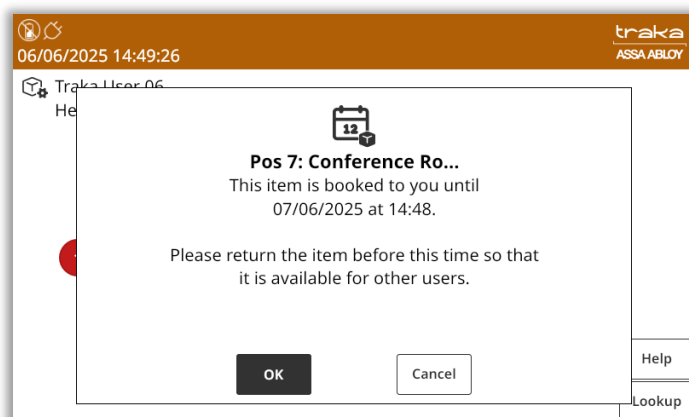 traka
06/06/2025 14:49:26
ASSA ABLOY
Traka User 06
He
12
Pos 7: Conference Ro...
This item is booked to you until
07/06/2025 at 14:48.
Please return the item before this time so that
it is available for other users.
OK
Cancel
Help
Lookup